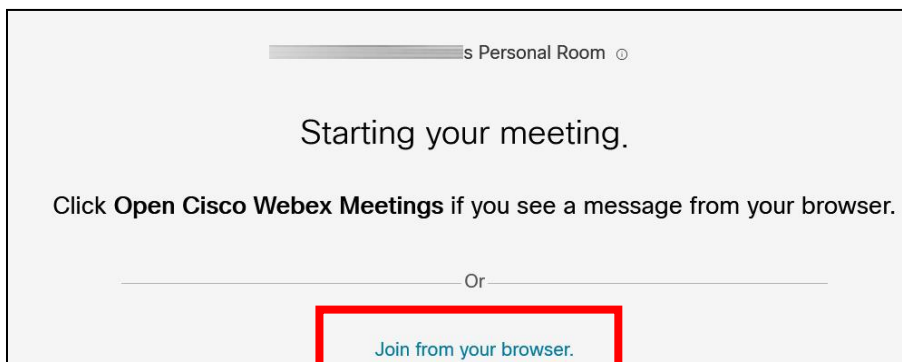 s Personal Room
Starting your meeting.
Click Open Cisco Webex Meetings if you see a message from your browser.
Or
Join from your browser.